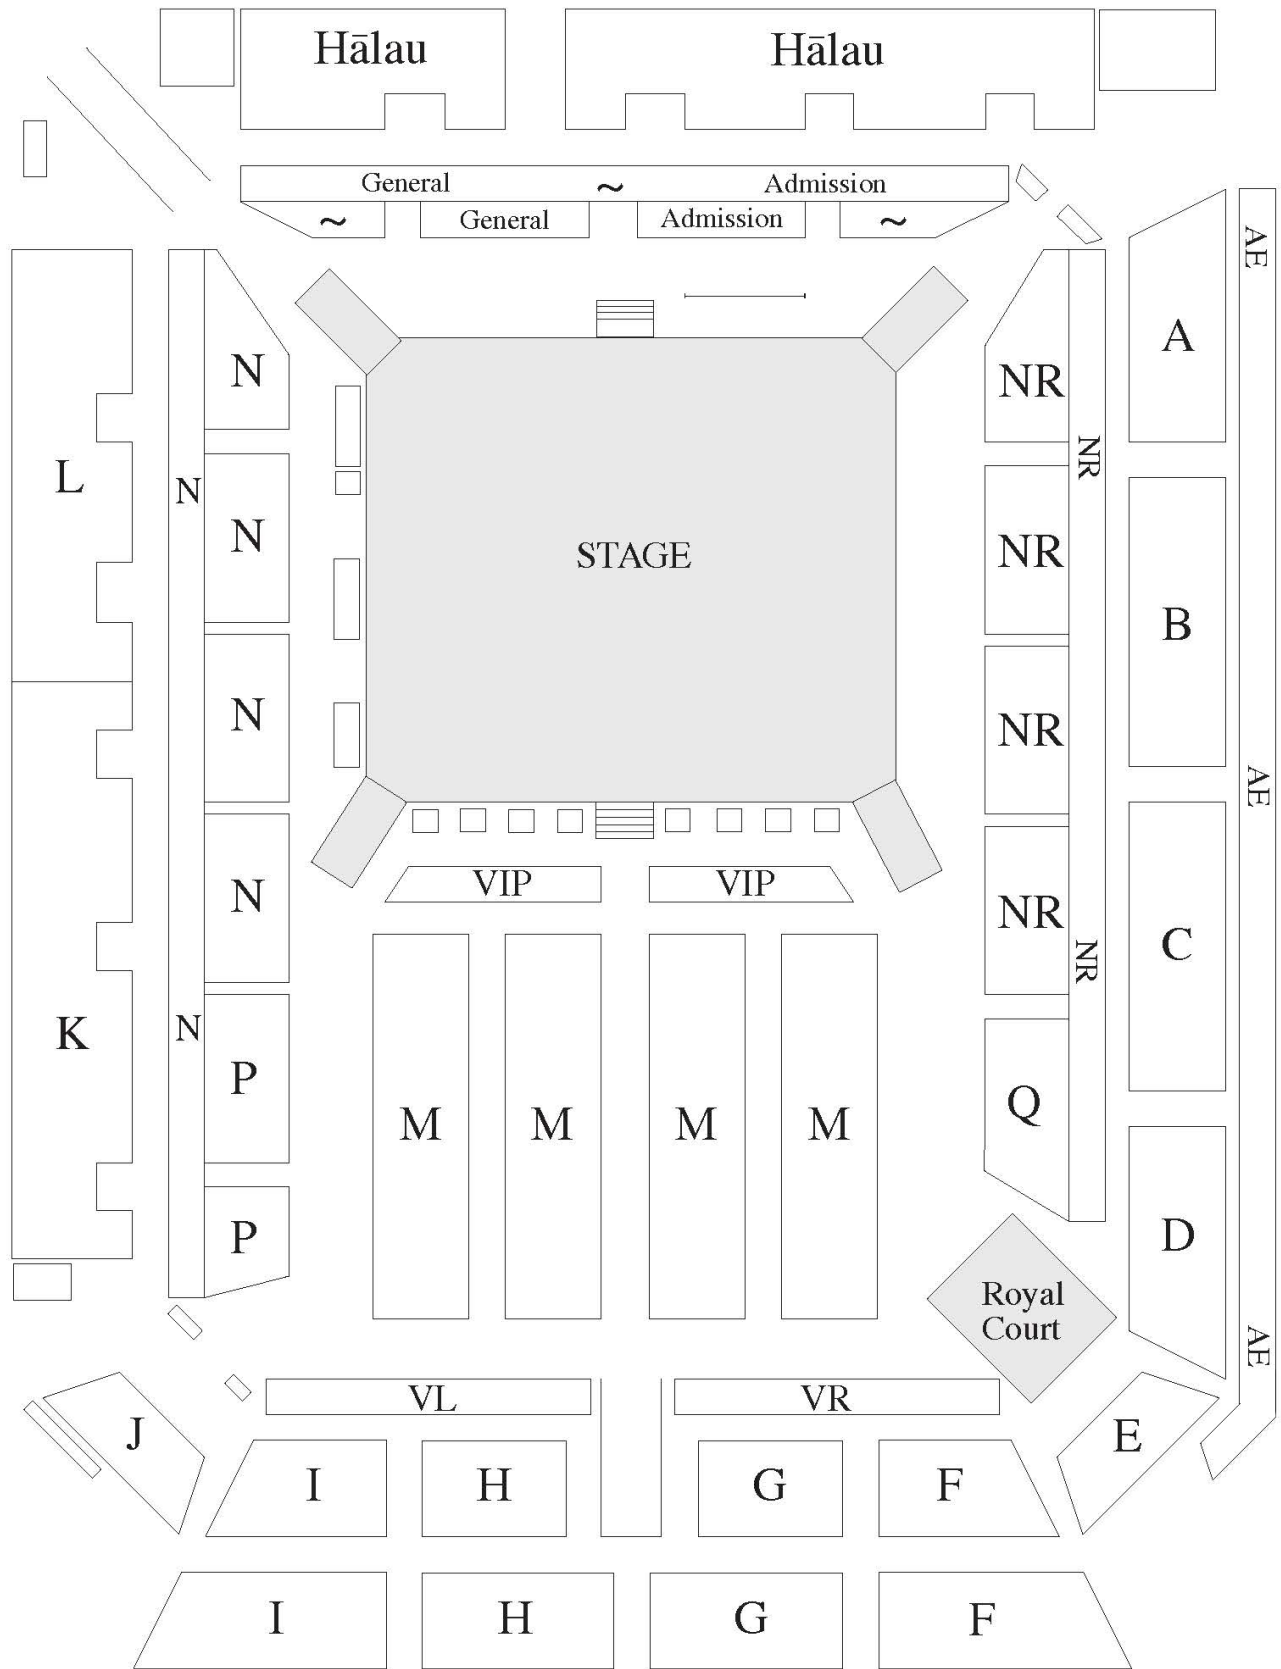 Hālau
Hālau
General ~ Admission
~ General Admission ~
AE
A
N
NR
NR
L
N
N
STAGE
NR
B
N
NR
AE
N
VIP
VIP
NR
NR
C
K
N
P
M
M
M
M
Q
P
D
Royal
Court
AE
VL
VR
J
E
I
H
G
F
I
H
G
F